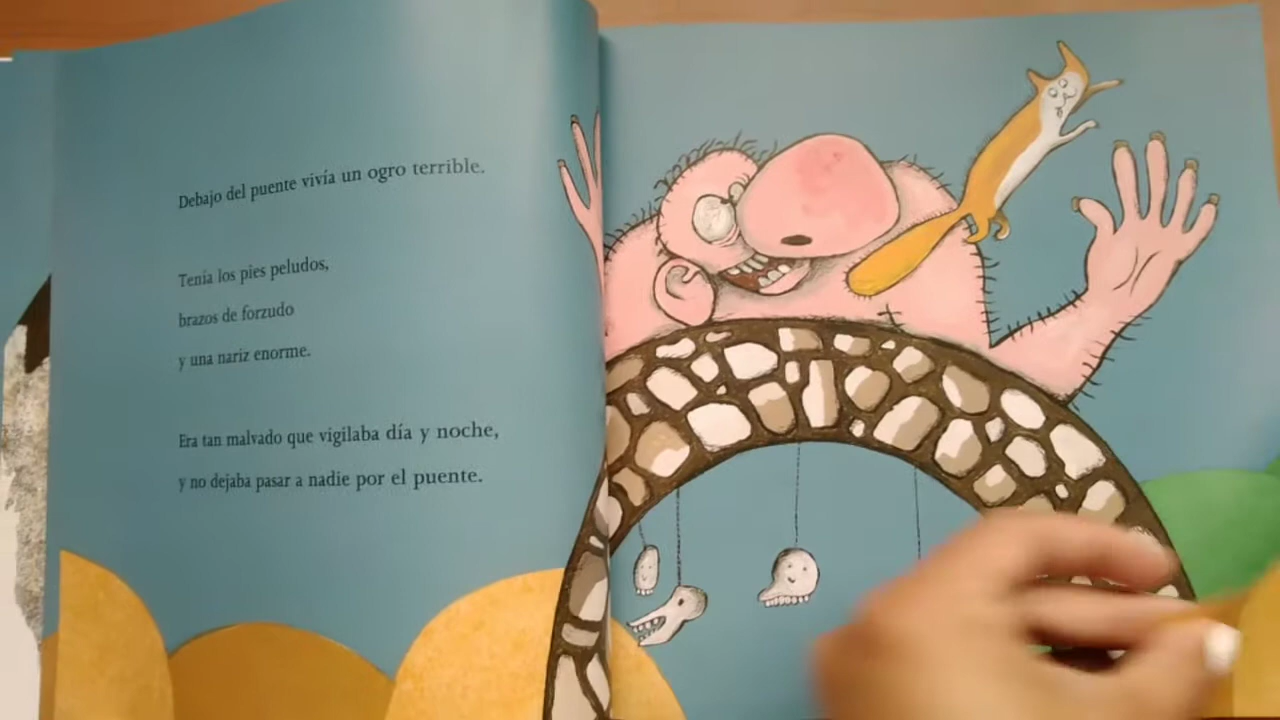 Debajo del puente vivía un ogro terrible.
Tenía los pies peludos,
brazos de forzudo
y una nariz enorme.
Era tan malvado que vigilaba día y noche,
y no dejaba pasar a nadie por el puente.